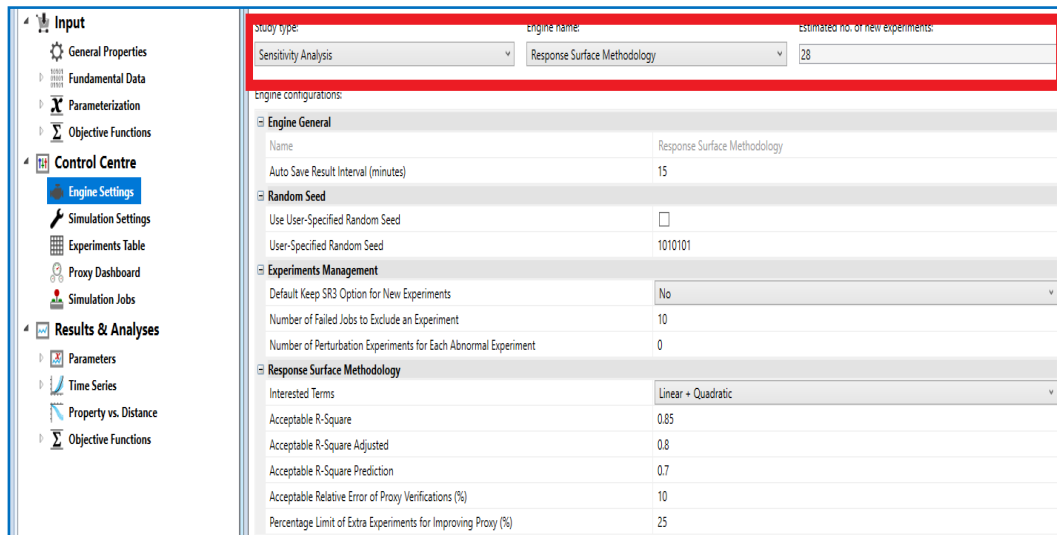 Input
General Properties
Fundamental Data
Parameterization
Objective Functions
Control Centre
Engine Settings
Simulation Settings
Experiments Table
Proxy Dashboard
Simulation Jobs
Results & Analyses
Parameters
Time Series
Property vs. Distance
Objective Functions
Study type: Engine name: Estimated no. of new experiments:
Sensitivity Analysis Response Surface Methodology 28
Engine configurations:
Engine General
Name Response Surface Methodology
Auto Save Result Interval (minutes) 15
Random Seed
Use User-Specified Random Seed
User-Specified Random Seed 1010101
Experiments Management
Default Keep SR3 Option for New Experiments No
Number of Failed Jobs to Exclude an Experiment 10
Number of Perturbation Experiments for Each Abnormal Experiment 0
Response Surface Methodology
Interested Terms Linear + Quadratic
Acceptable R-Square 0.85
Acceptable R-Square Adjusted 0.8
Acceptable R-Square Prediction 0.7
Acceptable Relative Error of Proxy Verifications (%) 10
Percentage Limit of Extra Experiments for Improving Proxy (%) 25